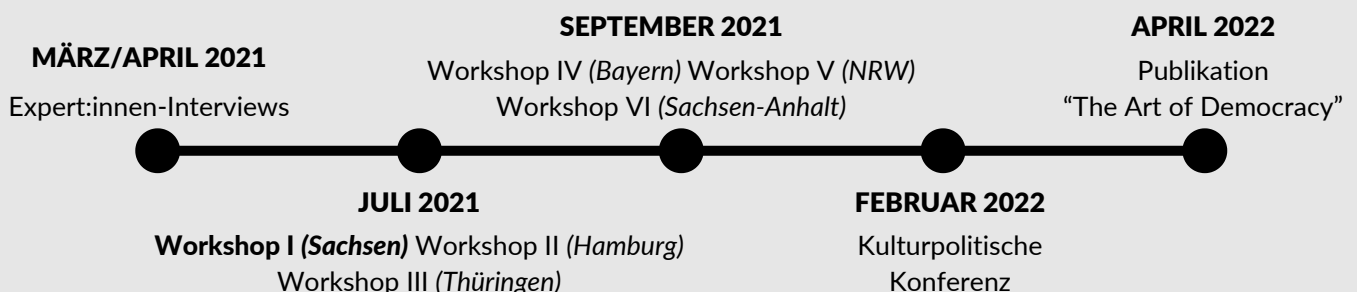 MÄRZ/APRIL 2021
Expert:innen-Interviews
JULI 2021
Workshop I (Sachsen) Workshop II (Hamburg)
Workshop III (Thüringen)
SEPTEMBER 2021
Workshop IV (Bayern) Workshop V (NRW)
Workshop VI (Sachsen-Anhalt)
FEBRUAR 2022
Kulturpolitische
Konferenz
APRIL 2022
Publikation
“The Art of Democracy”